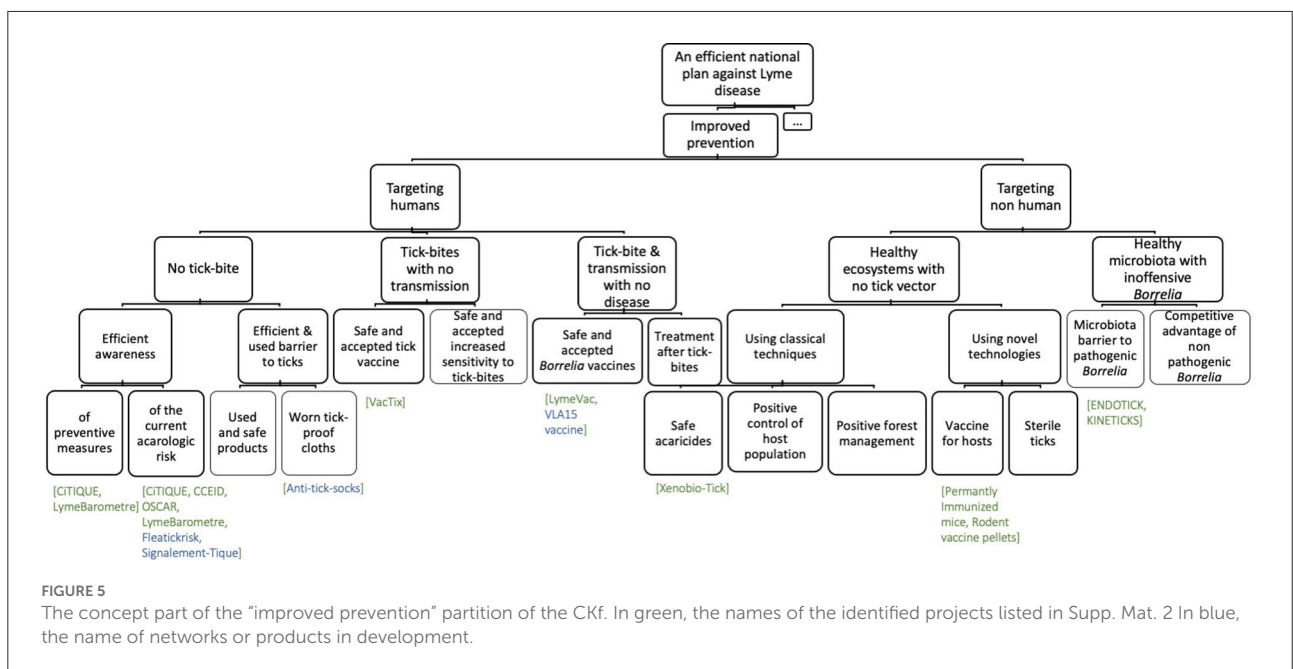 An efficient national
plan against Lyme
disease
...
Improved
prevention
Targeting
humans
Targeting
non human
No tick-bite
Tick-bites
with no
transmission
Tick-bite &
transmission
with no
disease
Healthy
ecosystems with
no tick vector
Healthy
microbiota with
inoffensive
Borrelia
Efficient
awareness
Efficient &
used barrier
to ticks
Safe and
accepted tick
vaccine
Safe and
accepted
increased
sensitivity to
tick-bites
Safe and
accepted
Borrelia vaccines
Treatment
after tick-
bites
Using classical
techniques
Using novel
technologies
Microbiota
barrier to
pathogenic
Borrelia
Competitive
advantage of
non
pathogenic
Borrelia
of
preventive
measures
of the
current
acarologic
risk
Used
and safe
products
Worn tick-
proof
cloths
[VacTix]
[LymeVac,
VLA15
vaccine]
Safe
acaricides
Positive
control of
host
population
Positive forest
management
Vaccine
for hosts
Sterile
ticks
[ENDOTICK,
KINETICKS]
[CiTIQUE,
LymeBarometre]
[CiTIQUE, CCEID,
OSCAR,
LymeBarometre,
Fleatickrisk,
Signalement-Tique]
[Anti-tick-socks]
[Xenobio-Tick]
[Permantly
Immunized
mice, Rodent
vaccine pellets]
FIGURE 5
The concept part of the “improved prevention” partition of the CKf. In green, the names of the identified projects listed in Supp. Mat. 2 In blue,
the name of networks or products in development.